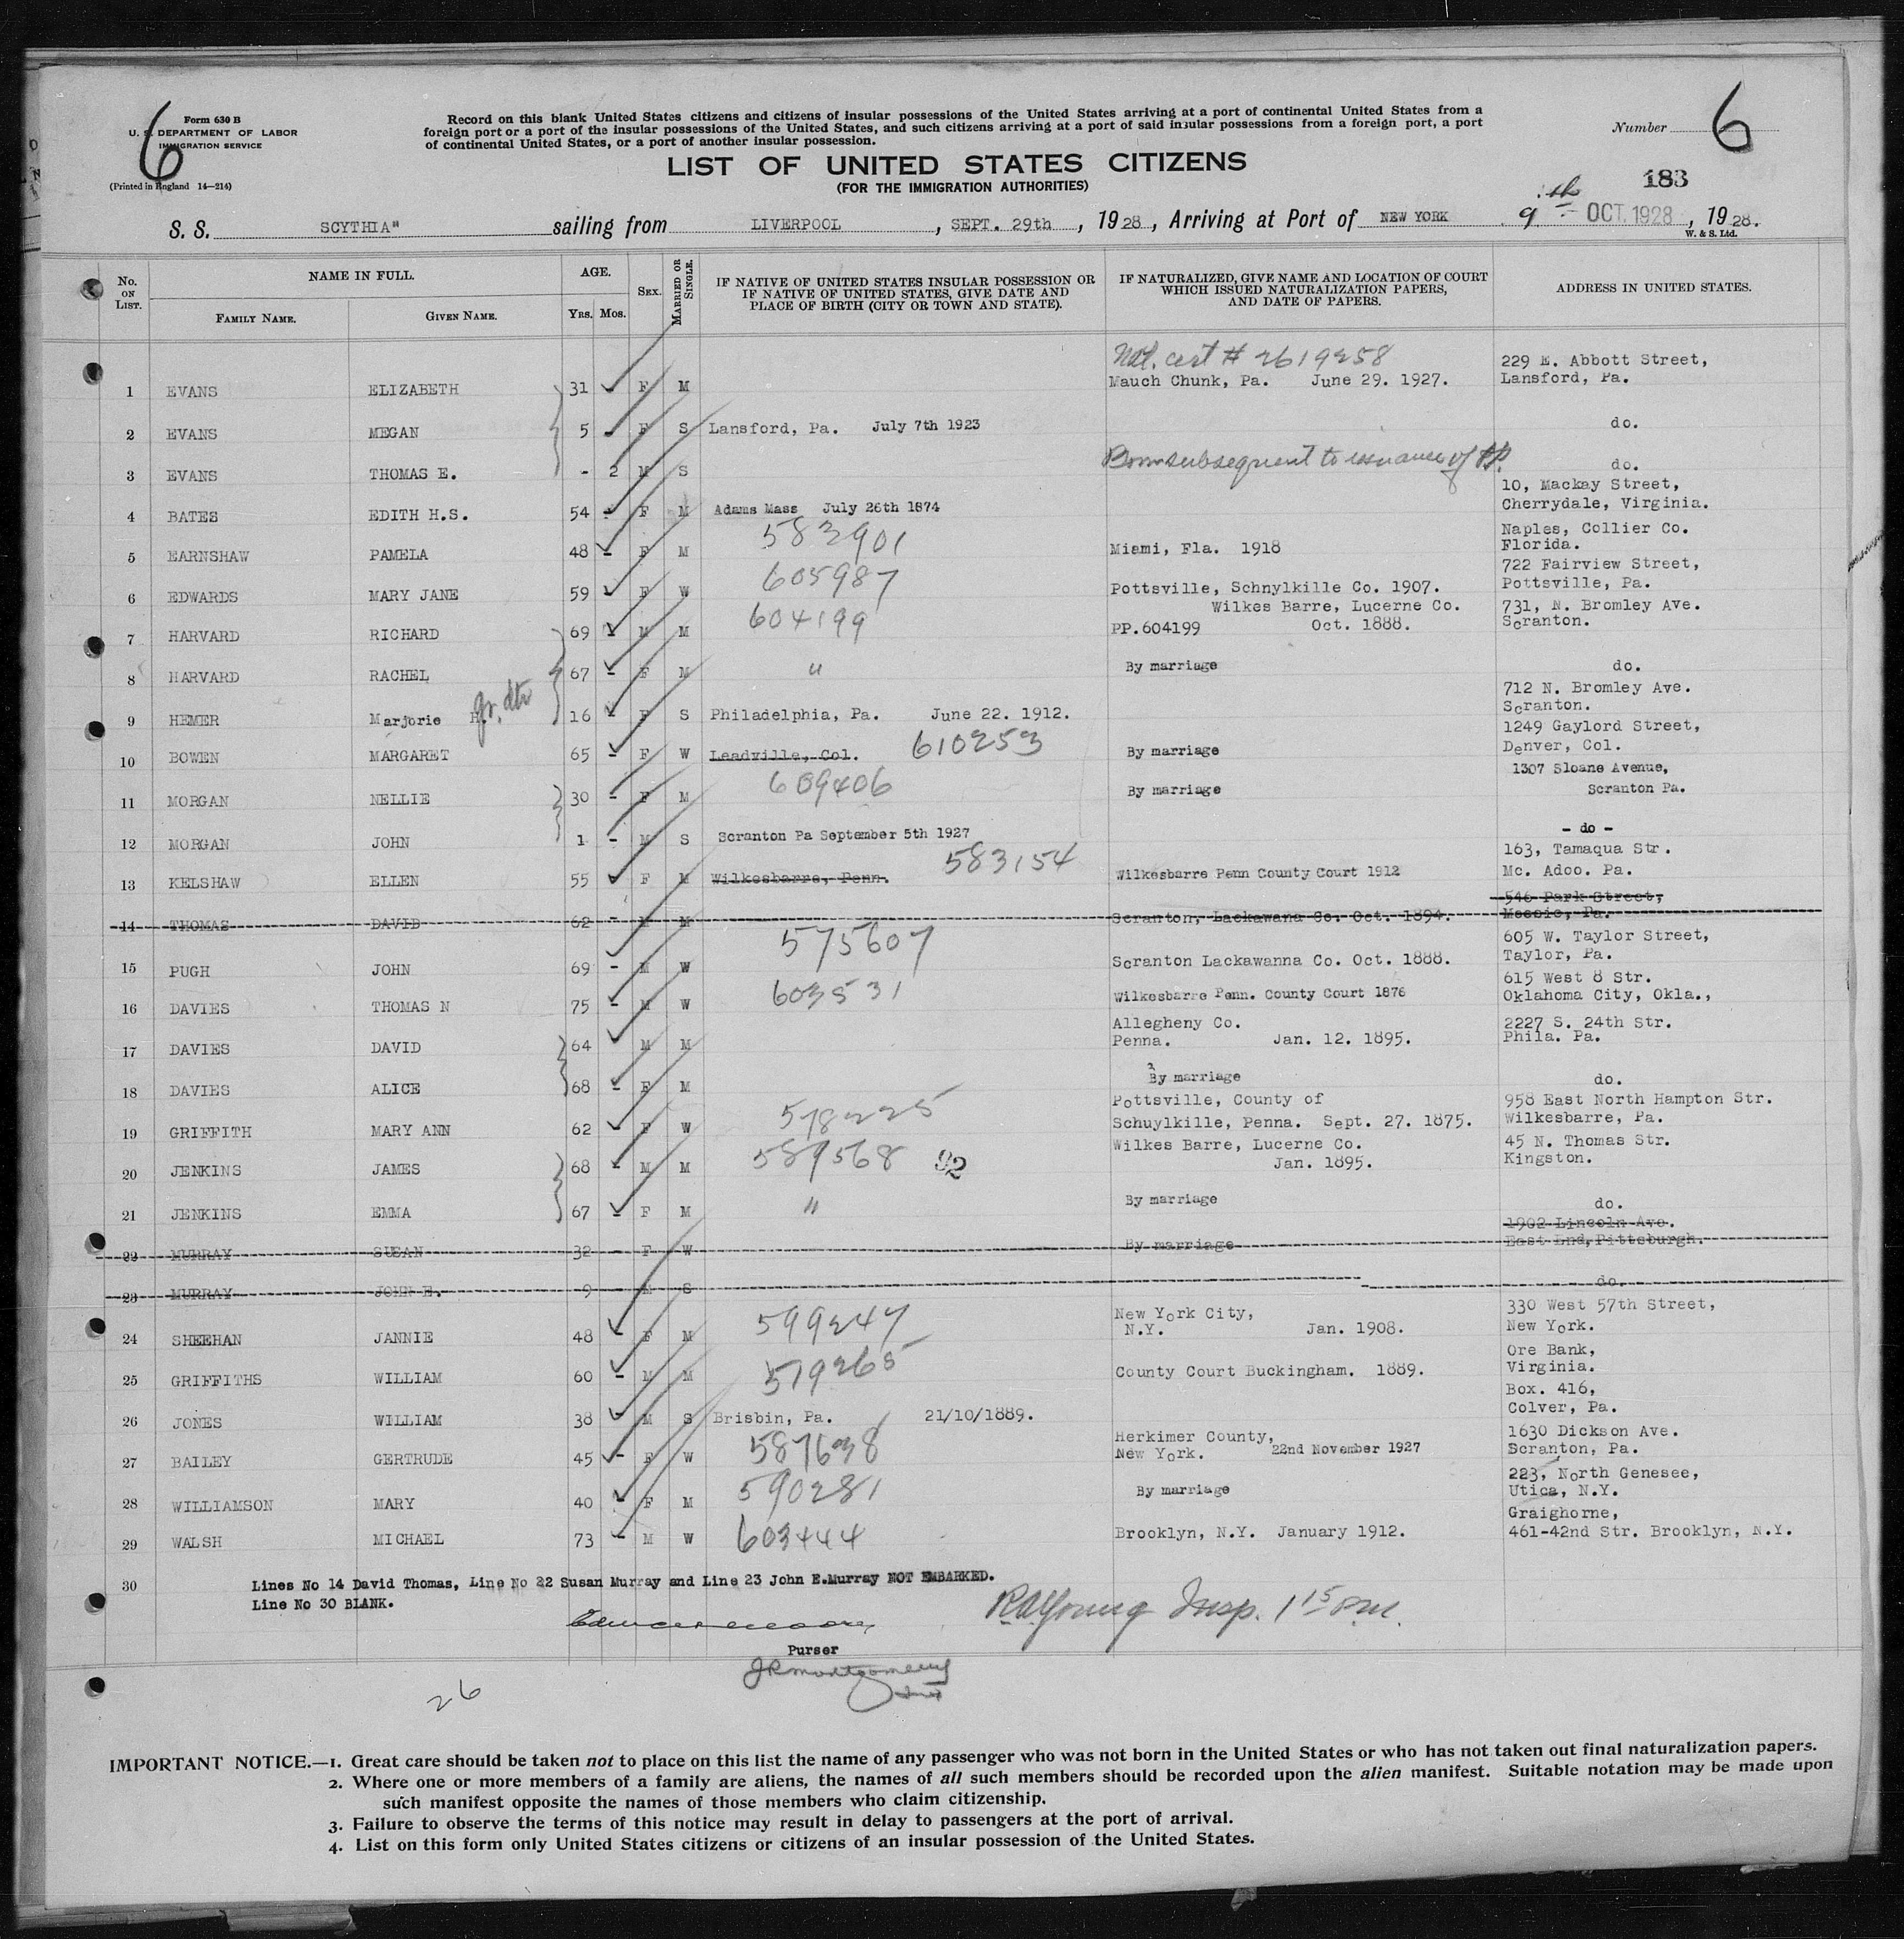 6
Form 630 B
U. S. DEPARTMENT OF LABOR
IMMIGRATION SERVICE
(Printed in England 14—214)
Record on this blank United States citizens and citizens of insular possessions of the United States arriving at a port of continental United States from a
foreign port or a port of the insular possessions of the United States, and such citizens arriving at a port of said insular possessions from a foreign port, a port
of continental United States, or a port of another insular possession.
LIST OF UNITED STATES CITIZENS
(FOR THE IMMIGRATION AUTHORITIES)
Number 6
183
S. S. SCYTHIA" sailing from LIVERPOOL, SEPT. 29th, 1928, Arriving at Port of NEW YORK 9th OCT. 1928, 1928.
W. & S. Ltd.
No. ON LIST. NAME IN FULL. AGE. SEX. MARRIED OR SINGLE. IF NATIVE OF UNITED STATES INSULAR POSSESSION OR IF NATIVE OF UNITED STATES, GIVE DATE AND PLACE OF BIRTH (CITY OR TOWN AND STATE). IF NATURALIZED, GIVE NAME AND LOCATION OF COURT WHICH ISSUED NATURALIZATION PAPERS, AND DATE OF PAPERS. ADDRESS IN UNITED STATES.
FAMILY NAME. GIVEN NAME. YRS. MOS.
Nat. cert # 2619258 229 E. Abbott Street,
1 EVANS ELIZABETH 31 - F M Mauch Chunk, Pa. June 29. 1927. Lansford, Pa.
2 EVANS MEGAN 5 - F S Lansford, Pa. July 7th 1923 do.
3 EVANS THOMAS E. - 2 M S Born subsequent to issuance of PP. do.
10, Mackay Street,
4 BATES EDITH H.S. 54 - F M Adams Mass July 26th 1874 Cherrydale, Virginia.
583901 Naples, Collier Co.
5 EARNSHAW PAMELA 48 - F M Miami, Fla. 1918 Florida.
605987 722 Fairview Street,
6 EDWARDS MARY JANE 59 F W Pottsville, Schnylkille Co. 1907. Pottsville, Pa.
604199 Wilkes Barre, Lucerne Co. 731, N. Bromley Ave.
7 HARVARD RICHARD 69 - M M PP.604199 Oct. 1888. Scranton.
8 HARVARD RACHEL 67 - F M " By marriage do.
gr. dtr 712 N. Bromley Ave.
9 HEMER Marjorie H. 16 - F S Philadelphia, Pa. June 22. 1912. Scranton.
610253 1249 Gaylord Street,
10 BOWEN MARGARET 65 - F W Leadville, Col. By marriage Denver, Col.
609406 1307 Sloane Avenue,
11 MORGAN NELLIE 30 - F M By marriage Scranton Pa.
12 MORGAN JOHN 1 - M S Scranton Pa September 5th 1927 - do -
583154 163, Tamaqua Str.
13 KELSHAW ELLEN 55 F M Wilkesbarre, Penn. Wilkesbarre Penn County Court 1912 Mc. Adoo. Pa.
546 Park Street,
14 THOMAS DAVID 62 - M M Scranton, Lackawana Co. Oct. 1894. Moosic, Pa.
575607 605 W. Taylor Street,
15 PUGH JOHN 69 - M W Scranton Lackawanna Co. Oct. 1888. Taylor, Pa.
603531 615 West 8 Str.
16 DAVIES THOMAS N 75 - M W Wilkesbarre Penn. County Court 1876 Oklahoma City, Okla.,
Allegheny Co. 2227 S. 24th Str.
17 DAVIES DAVID 64 M M Penna. Jan. 12. 1895. Phila. Pa.
18 DAVIES ALICE 68 - F M By marriage do.
Pottsville, County of 958 East North Hampton Str.
19 GRIFFITH MARY ANN 62 - F W 578225 Schuylkille, Penna. Sept. 27. 1875. Wilkesbarre, Pa.
Wilkes Barre, Lucerne Co. 45 N. Thomas Str.
20 JENKINS JAMES 68 - M M 589568 92 Jan. 1895. Kingston.
21 JENKINS EMMA 67 - F M " By marriage do.
1902 Lincoln Ave.
22 MURRAY SUSAN 32 - F W By marriage East End, Pittsburgh.
23 MURRAY JOHN E. 9 - M S do.
599247 New York City, 330 West 57th Street,
24 SHEEHAN JANNIE 48 - F M N.Y. Jan. 1908. New York.
579265 Ore Bank,
25 GRIFFITHS WILLIAM 60 - M M County Court Buckingham. 1889. Virginia.
Box. 416,
26 JONES WILLIAM 38 - M S Brisbin, Pa. 21/10/1889. Colver, Pa.
587638 Herkimer County, 1630 Dickson Ave.
27 BAILEY GERTRUDE 45 - F W New York. 22nd November 1927 Scranton, Pa.
590281 223, North Genesee,
28 WILLIAMSON MARY 40 - F M By marriage Utica, N.Y.
Graighorne,
29 WALSH MICHAEL 73 - M W 603444 Brooklyn, N.Y. January 1912. 461-42nd Str. Brooklyn, N.Y.
30 Lines No 14 David Thomas, Line No 22 Susan Murray and Line 23 John E.Murray NOT EMBARKED.
Line No 30 BLANK.
RAYoung Insp. 1 15 P.M.
Purser
JRMontgomery
26
IMPORTANT NOTICE.—1. Great care should be taken not to place on this list the name of any passenger who was not born in the United States or who has not taken out final naturalization papers.
2. Where one or more members of a family are aliens, the names of all such members should be recorded upon the alien manifest. Suitable notation may be made upon
such manifest opposite the names of those members who claim citizenship.
3. Failure to observe the terms of this notice may result in delay to passengers at the port of arrival.
4. List on this form only United States citizens or citizens of an insular possession of the United States.